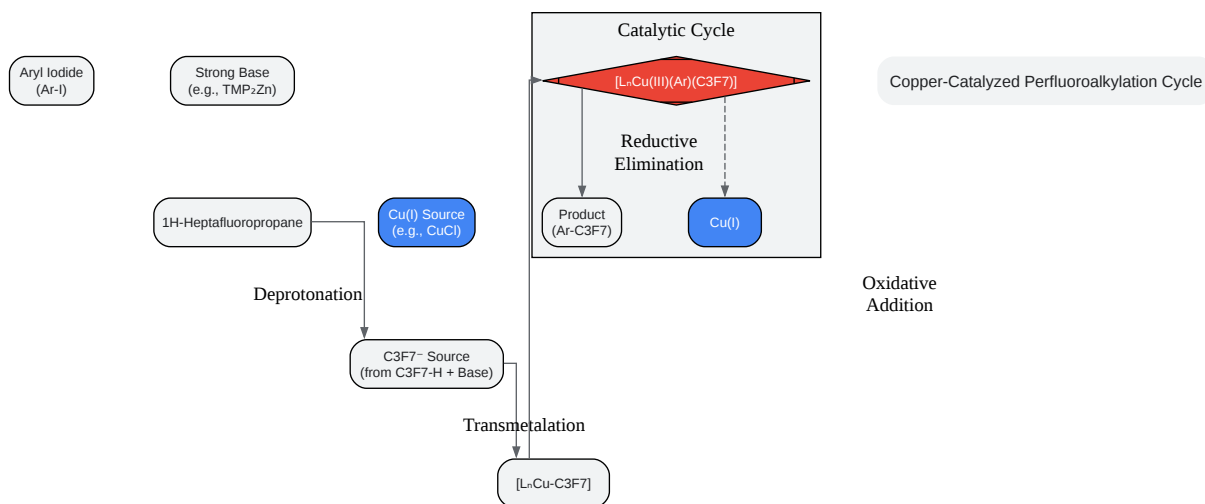 Catalytic Cycle
Aryl Iodide
(Ar-I)
Strong Base
(e.g., TMP₂Zn)
[LₙCu(III)(Ar)(C3F7)]
Copper-Catalyzed Perfluoroalkylation Cycle
Reductive
Elimination
1H-Heptafluoropropane
Cu(I) Source
(e.g., CuCl)
Product
(Ar-C3F7)
Cu(I)
Deprotonation
Oxidative
Addition
C3F7⁻ Source
(from C3F7-H + Base)
Transmetalation
[LₙCu-C3F7]